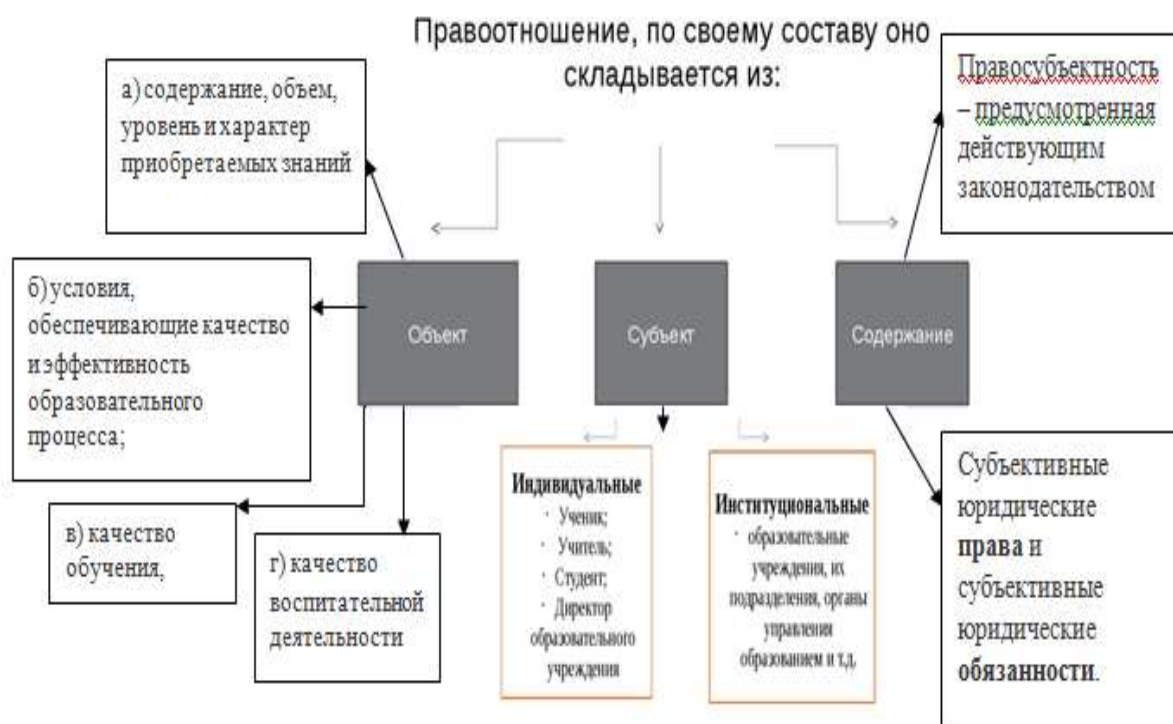 Правоотношение, по своему составу оно
складывается из:
а) содержание, объем,
уровень и характер
приобретаемых знаний
Правосубъектность
– предусмотренная
действующим
законодательством
б) условия,
обеспечивающие качество
и эффективность
образовательного
процесса;
Объект
Субъект
Содержание
в) качество
обучения,
г) качество
воспитательной
деятельности
Индивидуальные
· Ученик;
· Учитель;
· Студент;
· Директор
образовательного
учреждения
Институциональные
· образовательные
учреждения, их
подразделения, органы
управления
образованием и т.д.
Субъективные
юридические
права и
субъективные
юридические
обязанности.